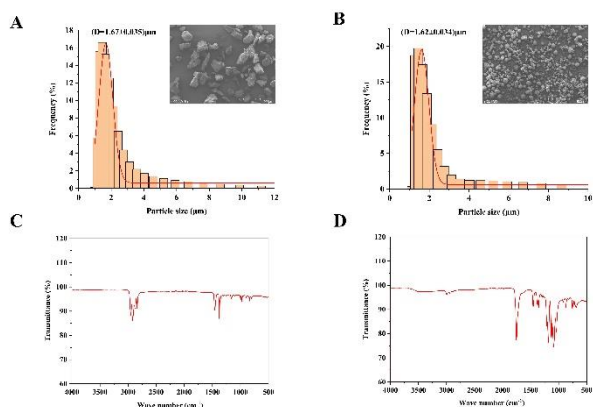 A
(D=1.67±0.035)μm
18
16
14
12
10
8
6
4
2
0
Frequency (%)
0 2 4 6 8 10 12
Particle size (μm)
B
(D=1.62±0.034)μm
20
15
10
5
0
Frequency (%)
0 2 4 6 8 10
Particle size (μm)
C
120
110
100
90
80
70
60
Transmittance (%)
4000 3500 3000 2500 2000 1500 1000 500
Wave number (cm⁻¹)
D
120
110
100
90
80
70
60
Transmittance (%)
4000 3500 3000 2500 2000 1500 1000 500
Wave number (cm⁻¹)